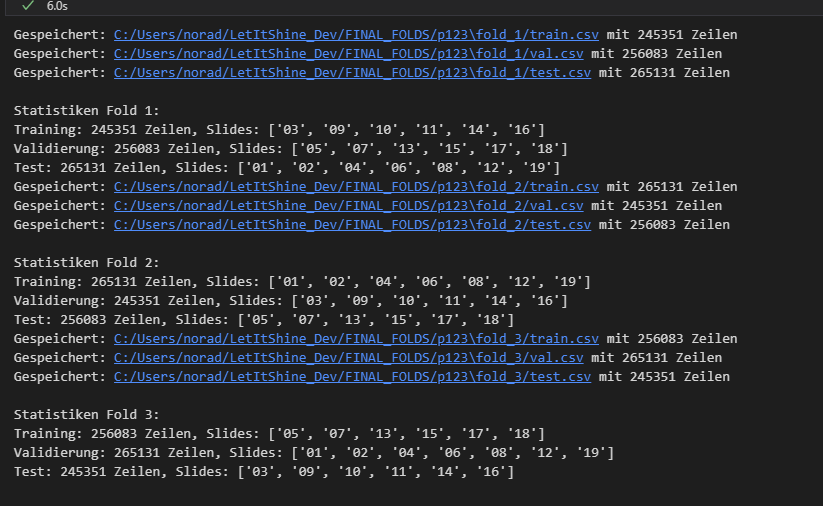 6.0s
Gespeichert: C:/Users/norad/LetItShine_Dev/FINAL_FOLDS/p123\fold_1/train.csv mit 245351 Zeilen
Gespeichert: C:/Users/norad/LetItShine_Dev/FINAL_FOLDS/p123\fold_1/val.csv mit 256083 Zeilen
Gespeichert: C:/Users/norad/LetItShine_Dev/FINAL_FOLDS/p123\fold_1/test.csv mit 265131 Zeilen
Statistiken Fold 1:
Training: 245351 Zeilen, Slides: ['03', '09', '10', '11', '14', '16']
Validierung: 256083 Zeilen, Slides: ['05', '07', '13', '15', '17', '18']
Test: 265131 Zeilen, Slides: ['01', '02', '04', '06', '08', '12', '19']
Gespeichert: C:/Users/norad/LetItShine_Dev/FINAL_FOLDS/p123\fold_2/train.csv mit 265131 Zeilen
Gespeichert: C:/Users/norad/LetItShine_Dev/FINAL_FOLDS/p123\fold_2/val.csv mit 245351 Zeilen
Gespeichert: C:/Users/norad/LetItShine_Dev/FINAL_FOLDS/p123\fold_2/test.csv mit 256083 Zeilen
Statistiken Fold 2:
Training: 265131 Zeilen, Slides: ['01', '02', '04', '06', '08', '12', '19']
Validierung: 245351 Zeilen, Slides: ['03', '09', '10', '11', '14', '16']
Test: 256083 Zeilen, Slides: ['05', '07', '13', '15', '17', '18']
Gespeichert: C:/Users/norad/LetItShine_Dev/FINAL_FOLDS/p123\fold_3/train.csv mit 256083 Zeilen
Gespeichert: C:/Users/norad/LetItShine_Dev/FINAL_FOLDS/p123\fold_3/val.csv mit 265131 Zeilen
Gespeichert: C:/Users/norad/LetItShine_Dev/FINAL_FOLDS/p123\fold_3/test.csv mit 245351 Zeilen
Statistiken Fold 3:
Training: 256083 Zeilen, Slides: ['05', '07', '13', '15', '17', '18']
Validierung: 265131 Zeilen, Slides: ['01', '02', '04', '06', '08', '12', '19']
Test: 245351 Zeilen, Slides: ['03', '09', '10', '11', '14', '16']